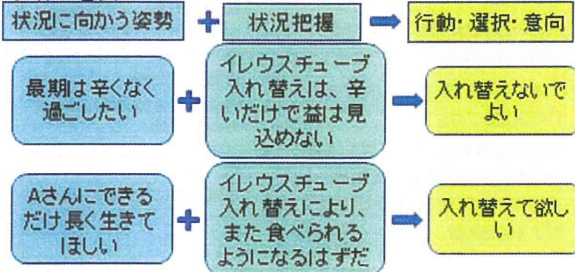 状況に向かう姿勢 + 状況把握 ➡ 行動・選択・意向
最期は辛くなく
過ごしたい
+
イレウスチューブ
入れ替えは、辛
いだけで益は見
込めない
入れ替えないで
よい
Aさんにできる
だけ長く生きて
ほしい
+
イレウスチューブ
入れ替えにより、
また食べられる
ようになるはずだ
入れ替えて欲し
い